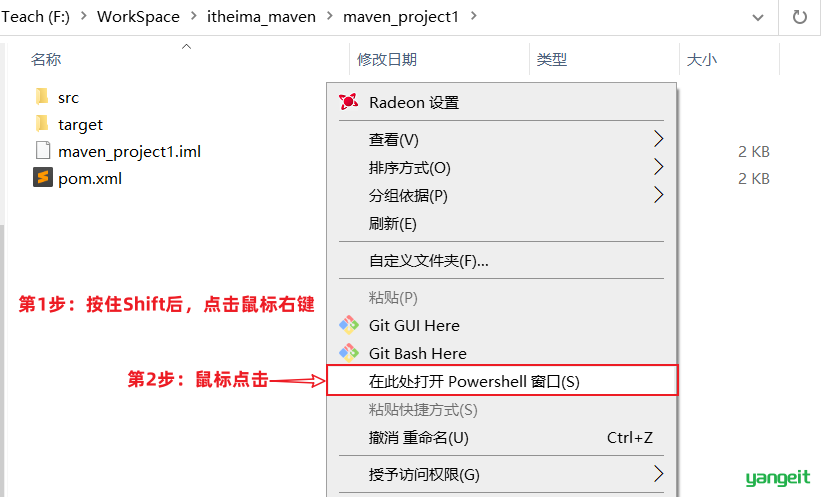 Teach (F:) > WorkSpace > itheima_maven > maven_project1 >
名称 修改日期 类型 大小
src
target
maven_project1.iml 2 KB
pom.xml 2 KB
Radeon 设置
查看(V)
排序方式(O)
分组依据(P)
刷新(E)
自定义文件夹(F)...
粘贴(P)
第1步：按住Shift后，点击鼠标右键
Git GUI Here
Git Bash Here
第2步：鼠标点击
在此处打开 Powershell 窗口(S)
粘贴快捷方式(S)
撤消 重命名(U) Ctrl+Z
授予访问权限(G)
yangeit